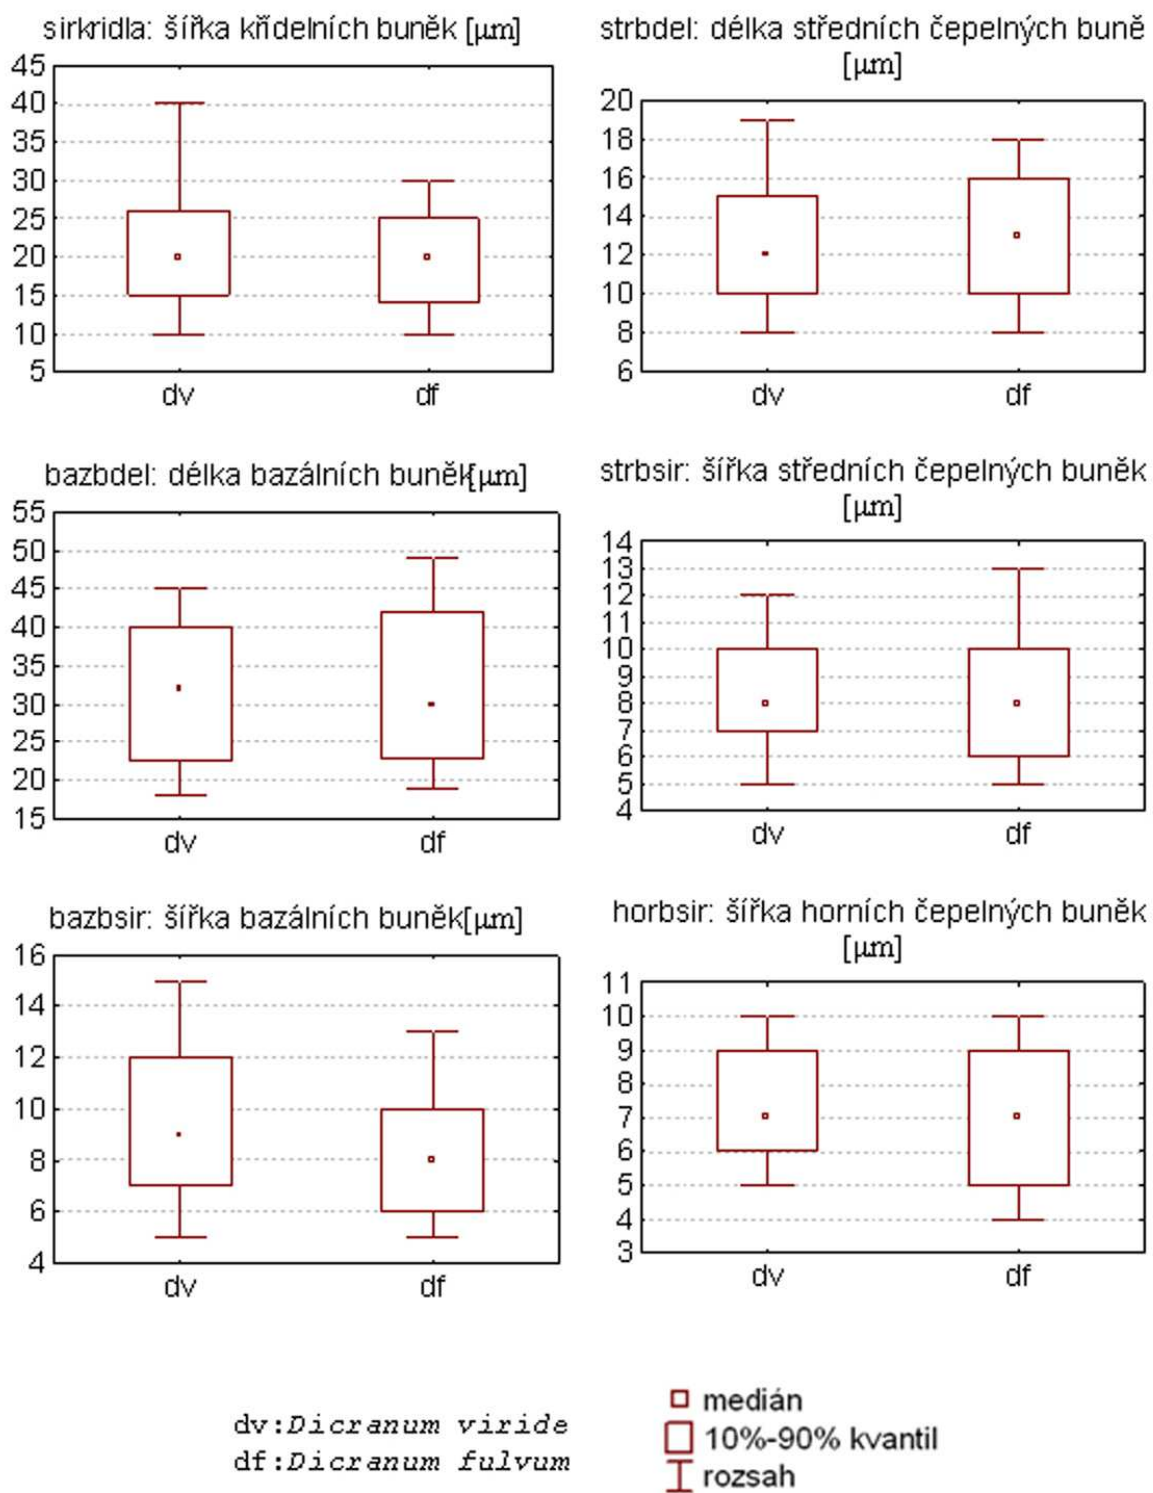 sirkridla: šířka křídelních buněk [µm]
45
40
35
30
25
20
15
10
5
dv
df
strbdel: délka středních čepelných buně
[µm]
20
18
16
14
12
10
8
6
dv
df
bazbdel: délka bazálních buněk[µm]
55
50
45
40
35
30
25
20
15
dv
df
strbsir: šířka středních čepelných buněk
[µm]
14
13
12
11
10
9
8
7
6
5
4
dv
df
bazbsir: šířka bazálních buněk[µm]
16
14
12
10
8
6
4
dv
df
horbsir: šířka horních čepelných buněk
[µm]
11
10
9
8
7
6
5
4
3
dv
df
dv:Dicranum viride
df:Dicranum fulvum
medián
10%-90% kvantil
rozsah